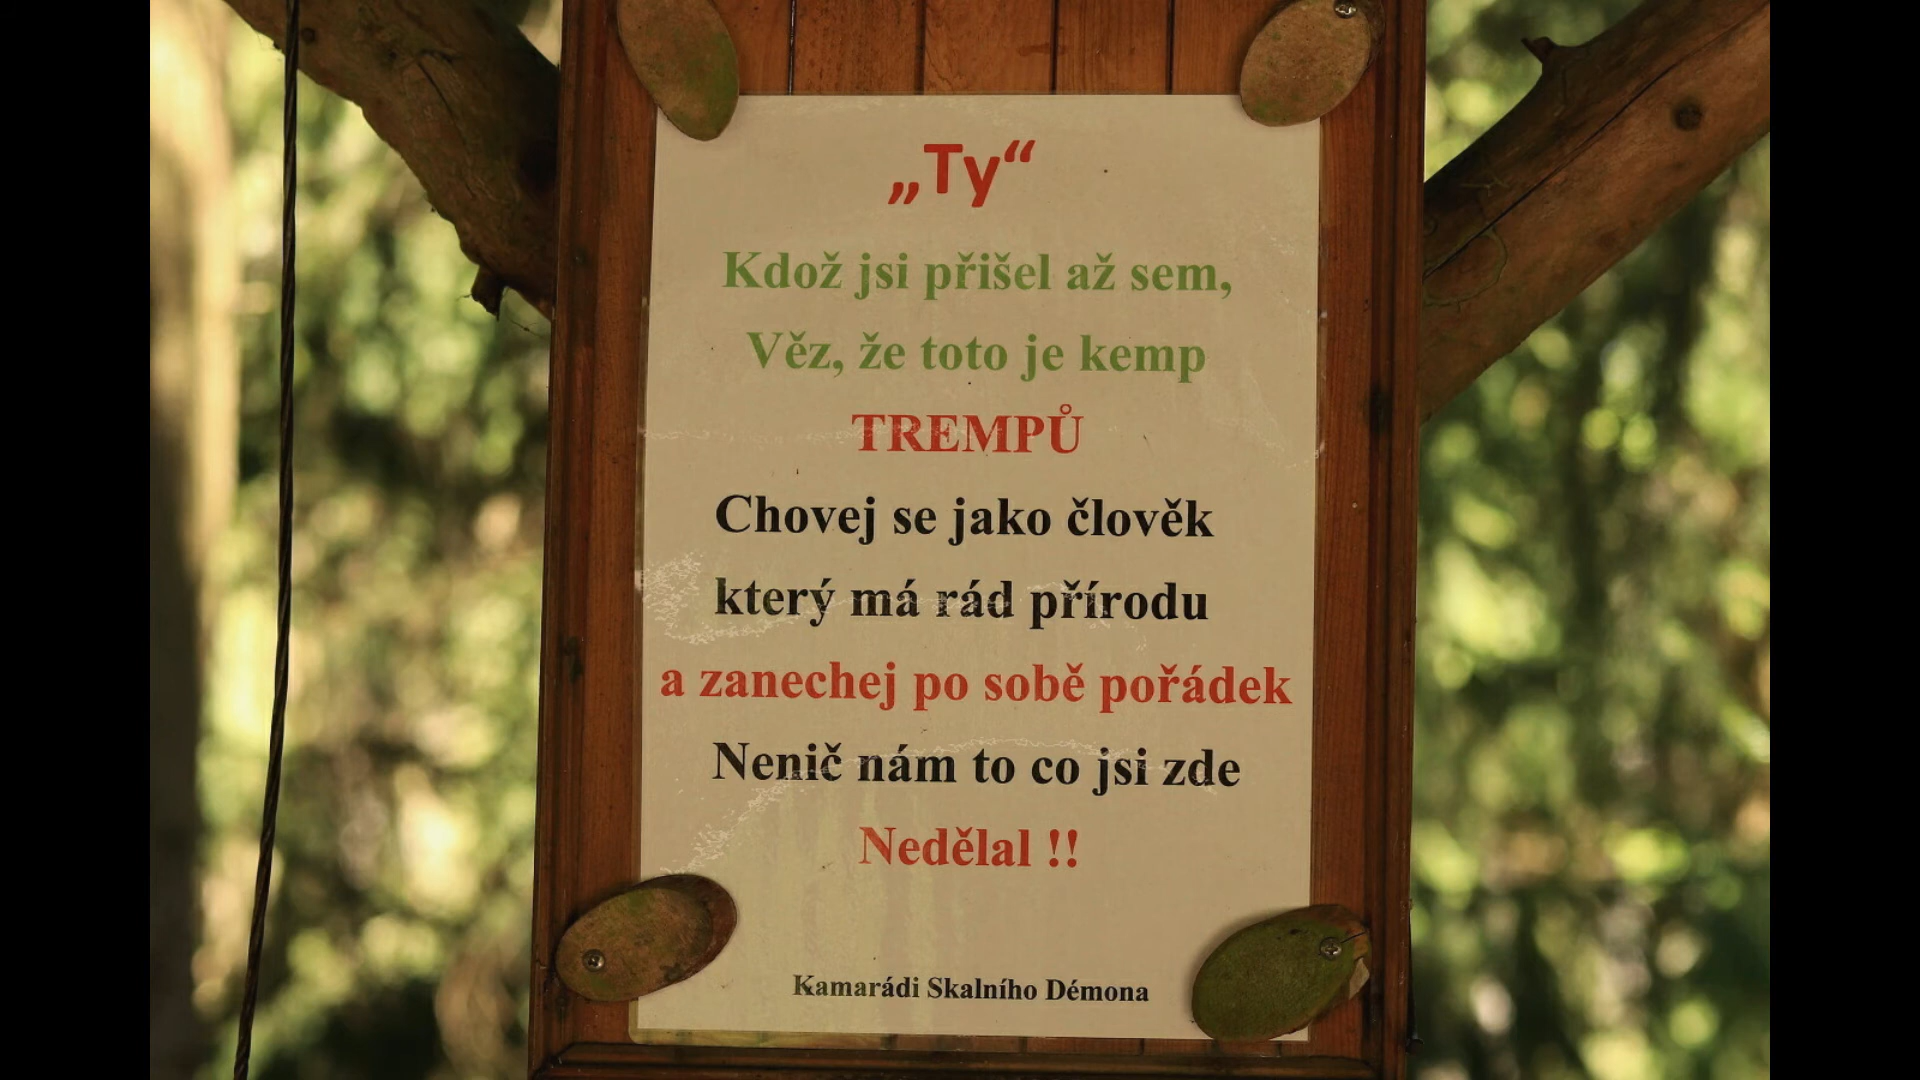 „Ty“
Kdož jsi přišel až sem,
Věz, že toto je kemp
TREMPŮ
Chovej se jako člověk
který má rád přírodu
a zanechej po sobě pořádek
Nenič nám to co jsi zde
Nedělal !!
Kamarádi Skalního Démona